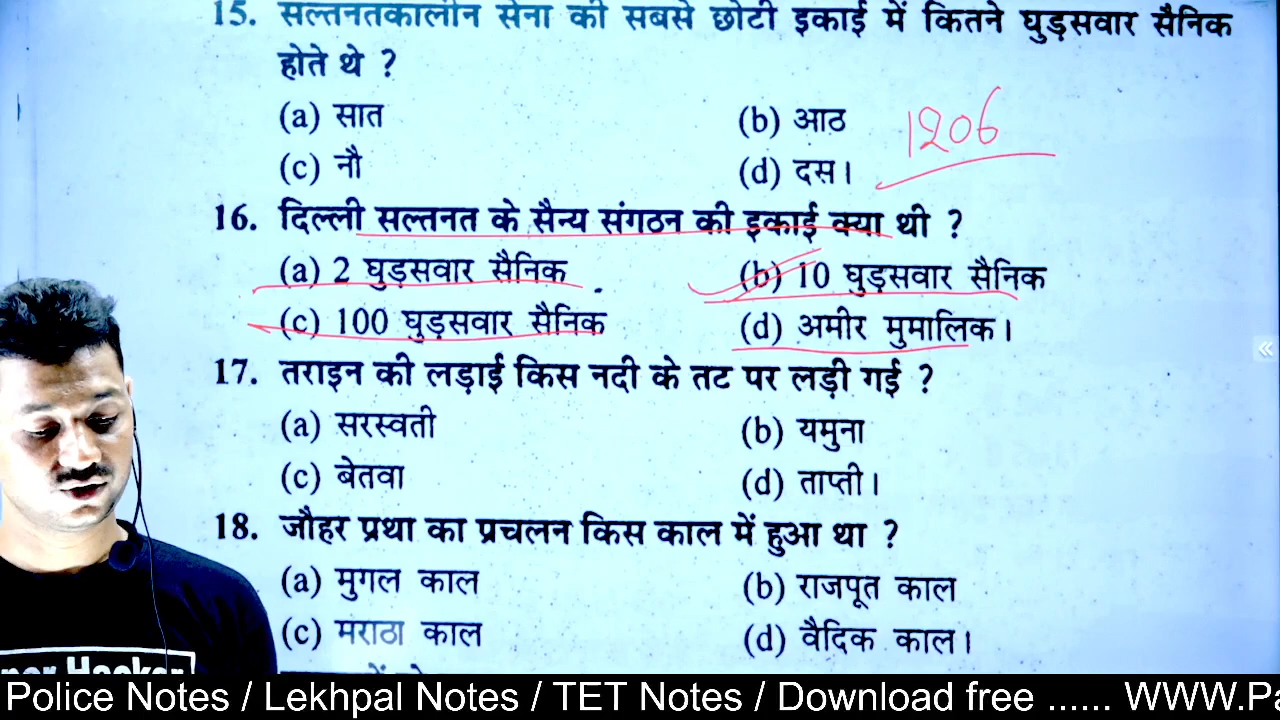 15. सल्तनतकालीन सेना की सबसे छोटी इकाई में कितने घुड़सवार सैनिक
होते थे ?
(a) सात (b) आठ 1206
(c) नौ (d) दस।
16. दिल्ली सल्तनत के सैन्य संगठन की इकाई क्या थी ?
(a) 2 घुड़सवार सैनिक (b) 10 घुड़सवार सैनिक
(c) 100 घुड़सवार सैनिक (d) अमीर मुमालिक।
«
17. तराइन की लड़ाई किस नदी के तट पर लड़ी गई ?
(a) सरस्वती (b) यमुना
(c) बेतवा (d) ताप्ती।
18. जौहर प्रथा का प्रचलन किस काल में हुआ था ?
(a) मुगल काल (b) राजपूत काल
(c) मराठा काल (d) वैदिक काल।
Police Notes / Lekhpal Notes / TET Notes / Download free ...... WWW.Pa